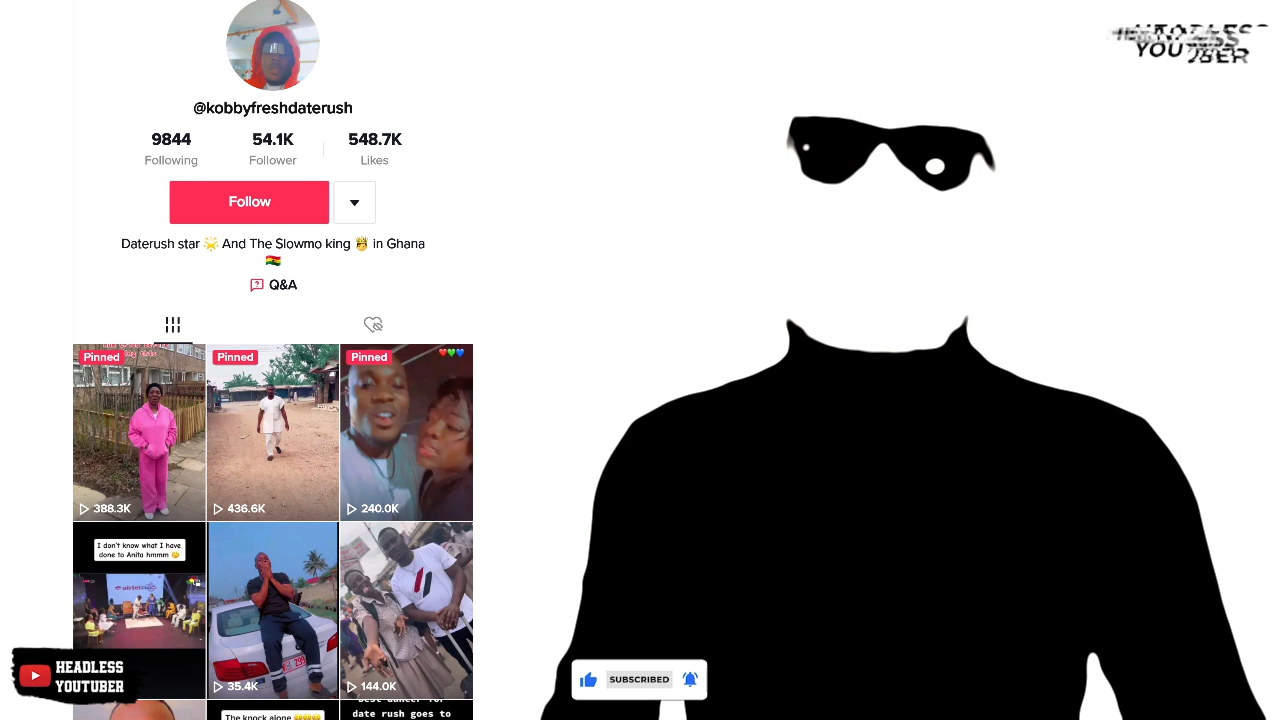 @kobbyfreshdaterush
9844
54.1K
548.7K
Following
Follower
Likes
Follow
Daterush star 🌟 And The Slowmo king 🤴 in Ghana
🇬🇭
Q&A
Pinned
Pinned
Pinned
388.3K
436.6K
240.0K
I don't know what I have
done to Anita hmmm
airteltigo
35.4K
144.0K
The knock alone
date rush goes to
HEADLESS
YOUTUBER
SUBSCRIBED